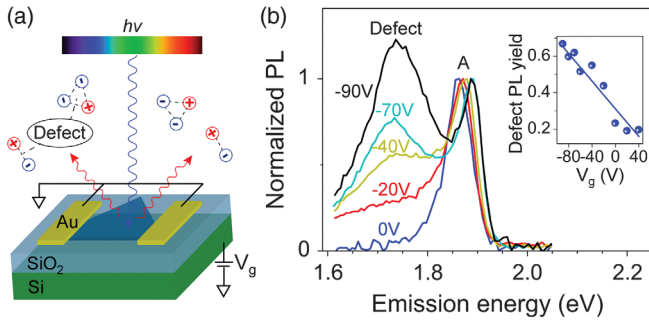 (a)
hν
Defect
Au
SiO₂
Si
Vg
(b)
Normalized PL
1
0
Defect
A
-90V
-70V
-40V
-20V
0V
1.6
1.8
2.0
2.2
Emission energy (eV)
Defect PL yield
0.6
0.4
0.2
-80
-40
0
40
Vg (V)